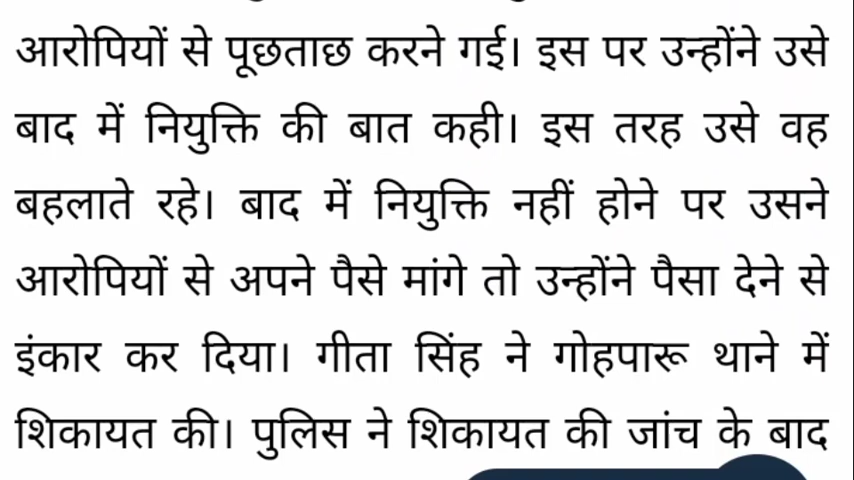 आरोपियों से पूछताछ करने गई। इस पर उन्होंने उसे
बाद में नियुक्ति की बात कही। इस तरह उसे वह
बहलाते रहे। बाद में नियुक्ति नहीं होने पर उसने
आरोपियों से अपने पैसे मांगे तो उन्होंने पैसा देने से
इंकार कर दिया। गीता सिंह ने गोहपारू थाने में
शिकायत की। पुलिस ने शिकायत की जांच के बाद